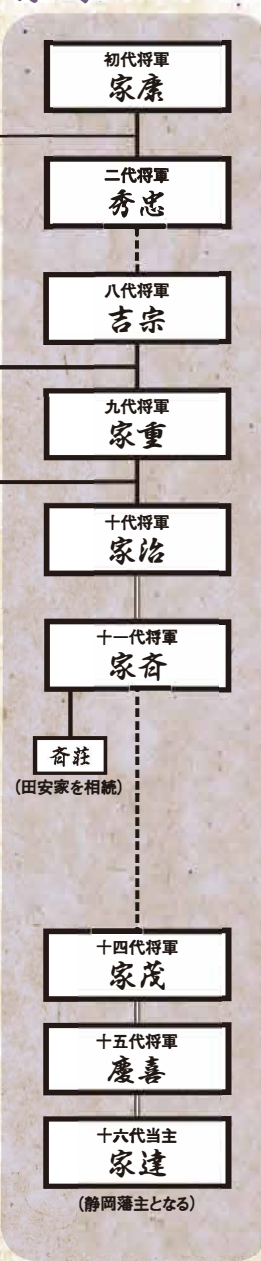 初代将軍
家康
二代将軍
秀忠
八代将軍
吉宗
九代将軍
家重
十代将軍
家治
十一代将軍
家斉
斉荘
(田安家を相続)
十四代将軍
家茂
十五代将軍
慶喜
十六代当主
家達
(静岡藩主となる)